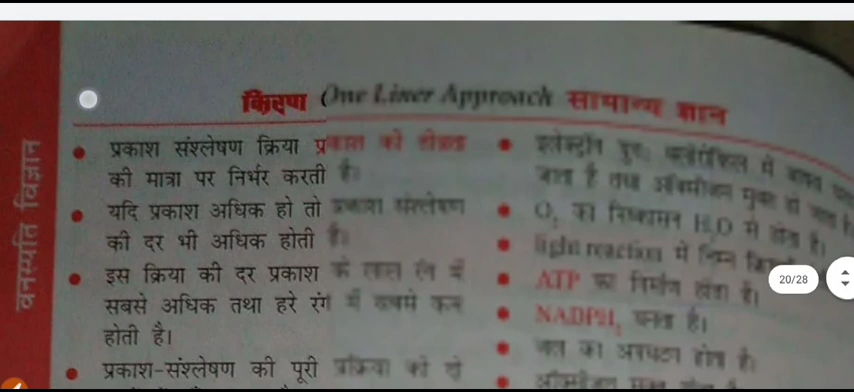 किरण One Liner Approach सामान्य ज्ञान
वनस्पति विज्ञान
प्रकाश संश्लेषण क्रिया प्रकाश की तीव्रता
की मात्रा पर निर्भर करती है।
यदि प्रकाश अधिक हो तो प्रकाश संश्लेषण
की दर भी अधिक होती है।
इस क्रिया की दर प्रकाश के लाल रंग में
सबसे अधिक तथा हरे रंग में सबसे कम
होती है।
प्रकाश-संश्लेषण की पूरी प्रक्रिया को दो
इलेक्ट्रॉन पुनः क्लोरोफिल में वापस
जाता है तथा ऑक्सीजन मुक्त हो जाता है।
O₂ का निष्कासन H₂O से होता है।
light reaction में निम्न
ATP का निर्माण होता है।
NADPH₂ बनता है।
जल का अपघटन होता है।
20/28